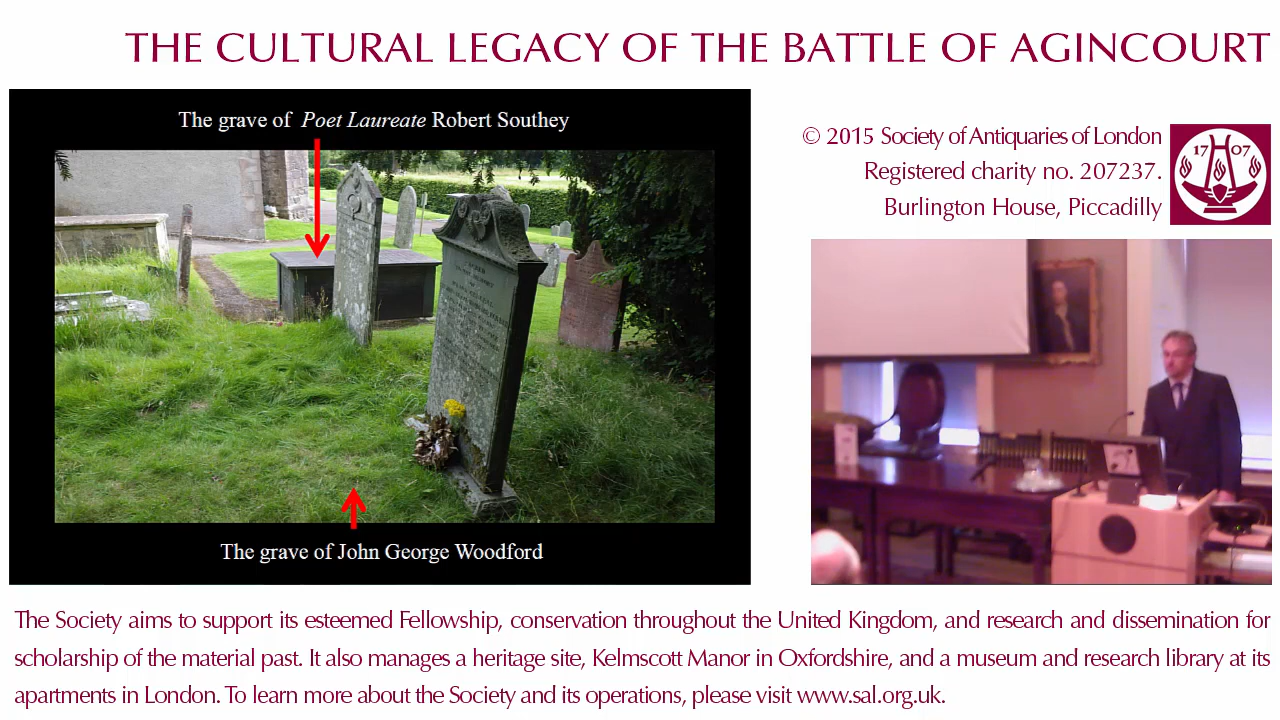 THE CULTURAL LEGACY OF THE BATTLE OF AGINCOURT
The grave of Poet Laureate Robert Southey
The grave of John George Woodford
© 2015 Society of Antiquaries of London
Registered charity no. 207237.
Burlington House, Piccadilly
17 07
The Society aims to support its esteemed Fellowship, conservation throughout the United Kingdom, and research and dissemination for
scholarship of the material past. It also manages a heritage site, Kelmscott Manor in Oxfordshire, and a museum and research library at its
apartments in London. To learn more about the Society and its operations, please visit www.sal.org.uk.